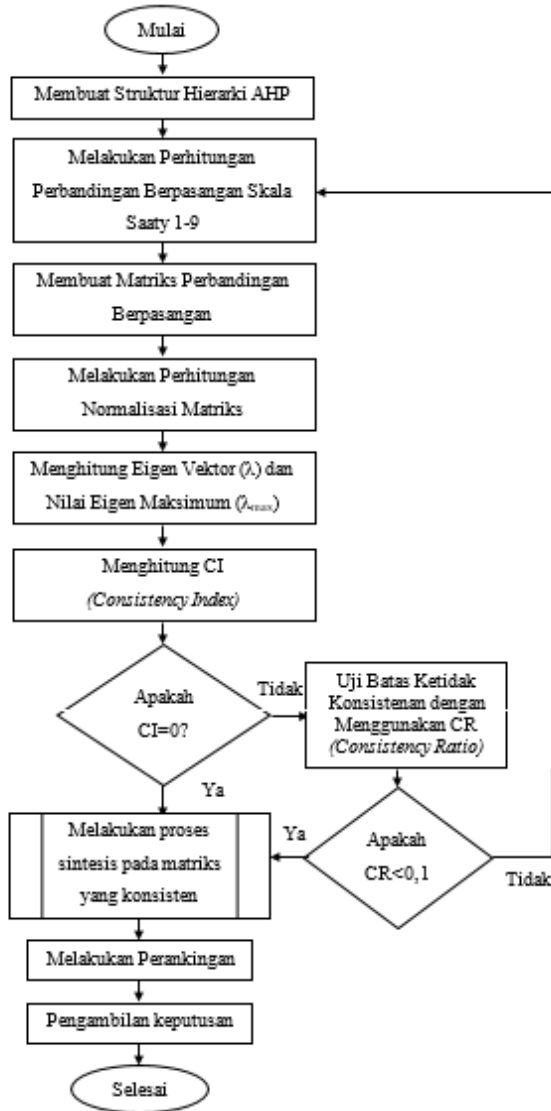 Mulai
Membuat Struktur Hierarki AHP
Melakukan Perhitungan
Perbandingan Berpasangan Skala
Saaty 1-9
Membuat Matriks Perbandingan
Berpasangan
Melakukan Perhitungan
Normalisasi Matriks
Menghitung Eigen Vektor (λ) dan
Nilai Eigen Maksimum (λmax)
Menghitung CI
(Consistency Index)
Apakah
CI=0?
Tidak
Uji Batas Ketidak
Konsistenan dengan
Menggunakan CR
(Consistency Ratio)
Ya
Apakah
CR<0,1
Ya
Tidak
Melakukan proses
sintesis pada matriks
yang konsisten
Melakukan Perankingan
Pengambilan keputusan
Selesai